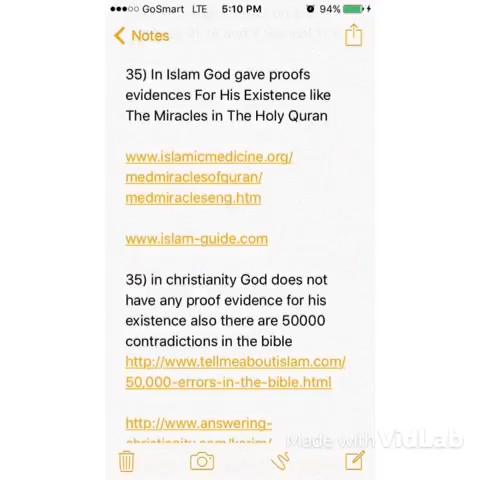 GoSmart LTE 5:10 PM 94%
Notes
35) In Islam God gave proofs
evidences For His Existence like
The Miracles in The Holy Quran
www.islamicmedicine.org/
medmiraclesofquran/
medmiracleseng.htm
www.islam-guide.com
35) in christianity God does not
have any proof evidence for his
existence also there are 50000
contradictions in the bible
http://www.tellmeaboutislam.com/
50,000-errors-in-the-bible.html
http://www.answering-
christianity.com/karim/
Made with VidLab